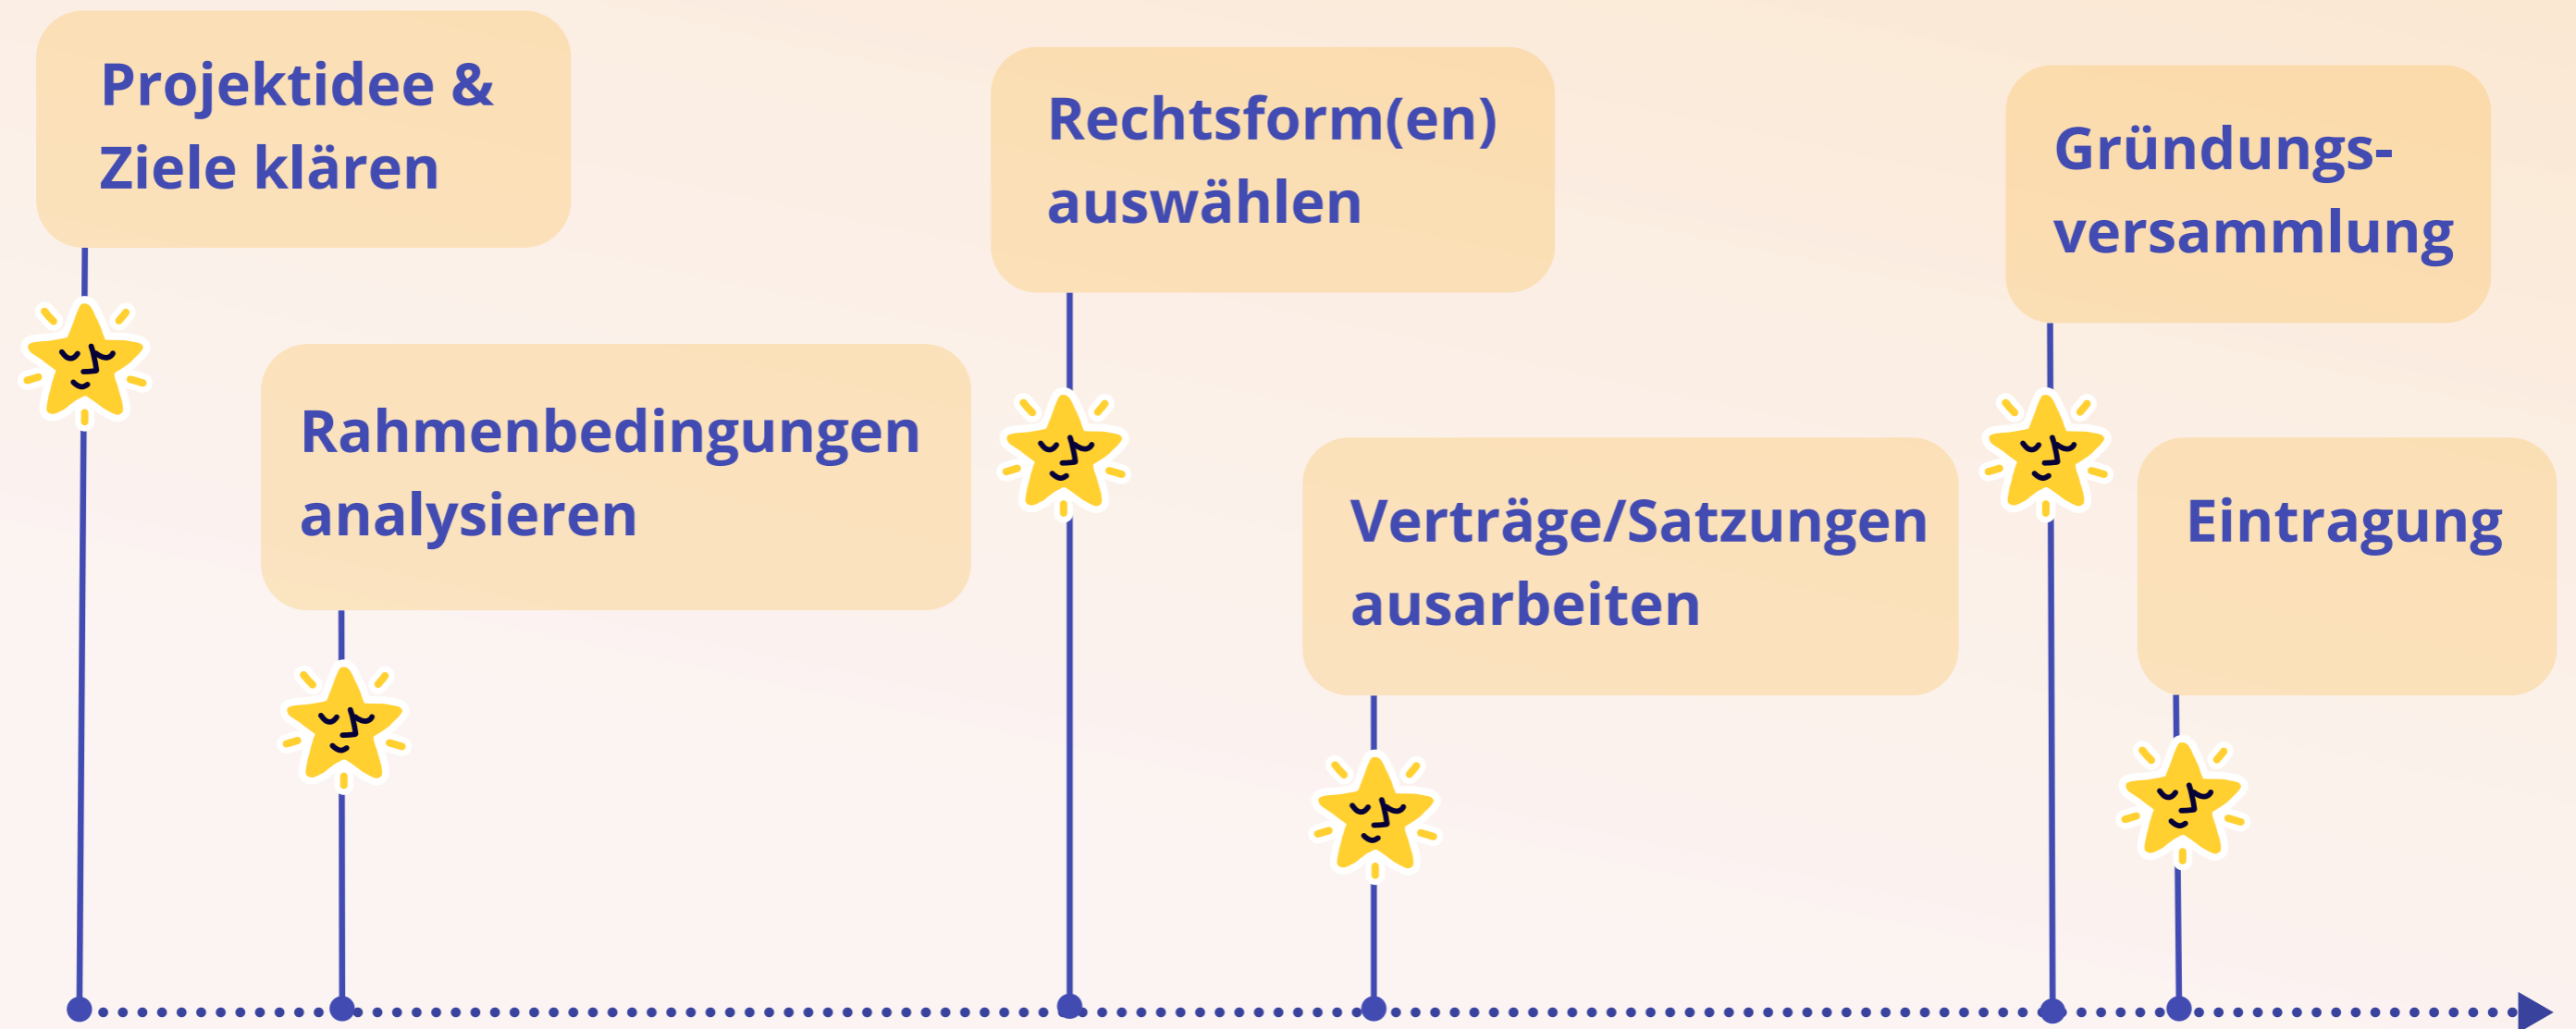 Projektidee &
Ziele klären
Rahmenbedingungen
analysieren
Rechtsform(en)
auswählen
Verträge/Satzungen
ausarbeiten
Gründungs-
versammlung
Eintragung